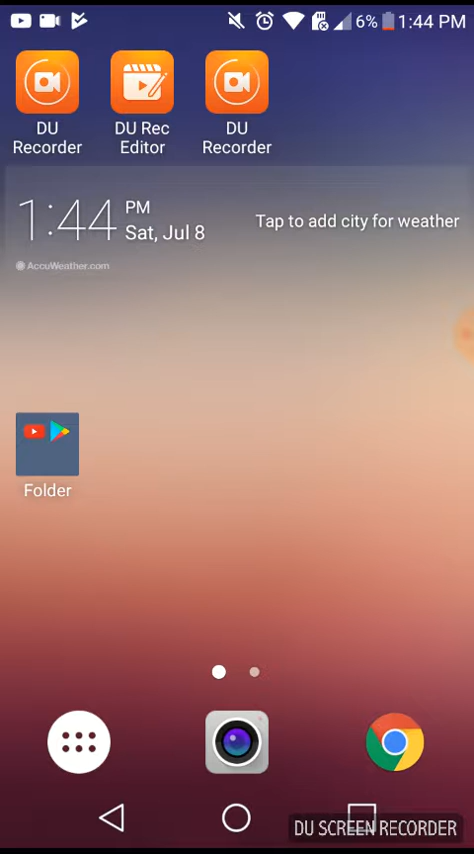 6% 1:44 PM
DU
Recorder
DU Rec
Editor
DU
Recorder
1:44 PM
Sat, Jul 8
Tap to add city for weather
AccuWeather.com
Folder
DU SCREEN RECORDER